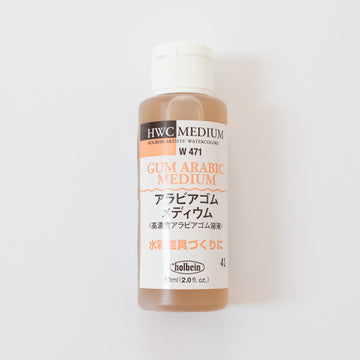 HWC MEDIUM
HOLBEIN ARTISTS' WATERCOLORS
W 471
GUM ARABIC
MEDIUM
アラビアゴム
メディウム
〈高濃度アラビアゴム溶液〉
水彩絵具づくりに
41
holbein
60ml (2.0 fl. oz.)